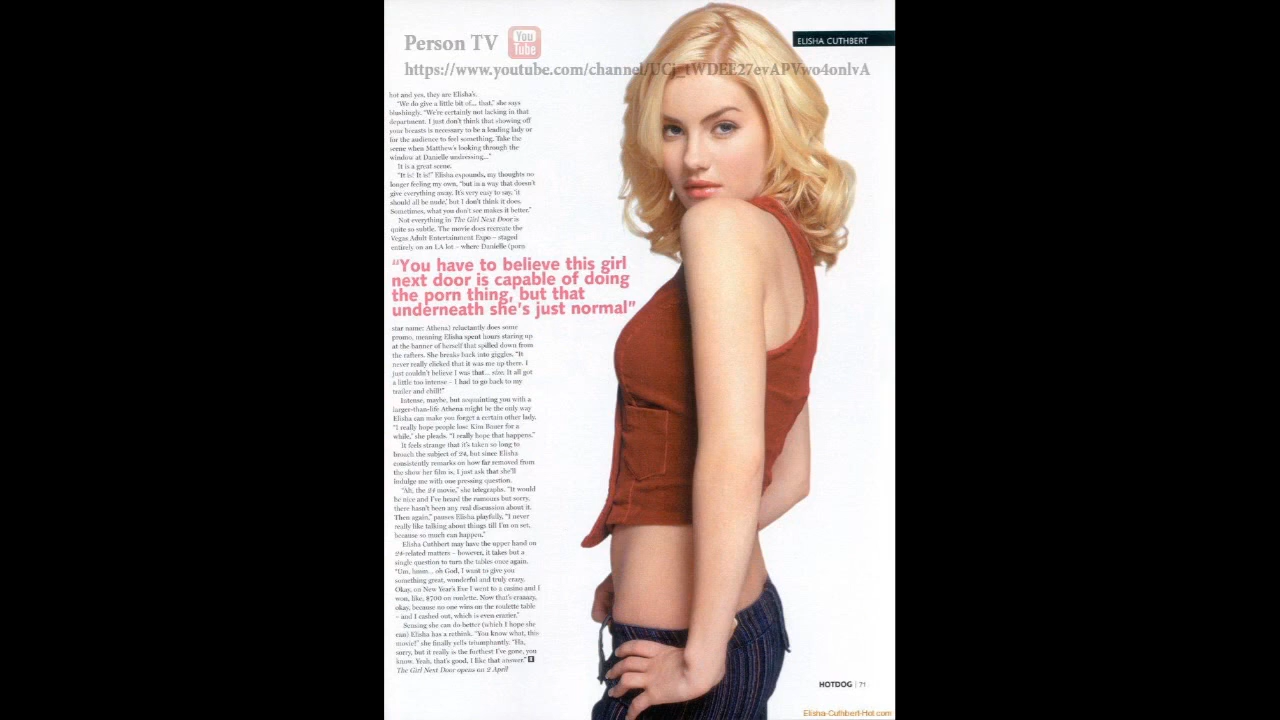 Person TV
You
Tube
ELISHA CUTHBERT
https://www.youtube.com/channel/UCj_tWDEE27evAPVwo4onlvA
hot and yes, they are Elisha's.
"We do give a little bit of... that," she says
blushingly. "We're certainly not lacking in that
department. I just don't think that showing off
your breasts is necessary to be a leading lady or
for the audience to feel something. Take the
scene when Matthew's looking through the
window at Danielle undressing..."
It is a great scene.
"It is! It is!" Elisha expounds, my thoughts no
longer feeling my own, "but in a way that doesn't
give everything away. It's very easy to say, 'it
should all be nude,' but I don't think it does.
Sometimes, what you don't see makes it better."
Not everything in The Girl Next Door is
quite so subtle. The movie does recreate the
Vegas Adult Entertainment Expo – staged
entirely on an LA lot – where Danielle (porn
"You have to believe this girl
next door is capable of doing
the porn thing, but that
underneath she's just normal"
star name: Athena) reluctantly does some
promo, meaning Elisha spent hours staring up
at the banner of herself that spilled down from
the rafters. She breaks back into giggles. "It
never really clicked that it was me up there. I
just couldn't believe I was that... size. It all got
a little too intense – I had to go back to my
trailer and chill!"
Intense, maybe, but acquainting you with a
larger-than-life Athena might be the only way
Elisha can make you forget a certain other lady.
"I really hope people lose Kim Bauer for a
while," she pleads. "I really hope that happens."
It feels strange that it's taken so long to
broach the subject of 24, but since Elisha
consistently remarks on how far removed from
the show her film is, I just ask that she'll
indulge me with one pressing question.
"Ah, the 24 movie," she telegraphs. "It would
be nice and I've heard the rumours but sorry,
there hasn't been any real discussion about it.
Then again," pauses Elisha playfully, "I never
really like talking about things till I'm on set,
because so much can happen."
Elisha Cuthbert may have the upper hand on
24-related matters – however, it takes but a
single question to turn the tables once again.
"Um, hmm... oh God, I want to give you
something great, wonderful and truly crazy.
Okay, on New Year's Eve I went to a casino and I
won, like, $700 on roulette. Now that's craaazy,
okay, because no one wins on the roulette table
– and I cashed out, which is even crazier."
Sensing she can do better (which I hope she
can) Elisha has a rethink. "You know what, this
movie!" she finally yells triumphantly. "Ha,
sorry, but it really is the furthest I've gone, you
know. Yeah, that's good. I like that answer."
The Girl Next Door opens on 2 April
HOTDOG | 71
Elisha-Cuthbert-Hot.com